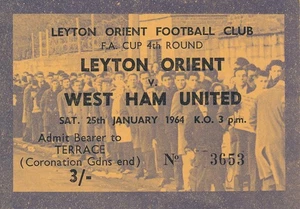 LEYTON ORIENT FOOTBALL CLUB
F.A. CUP 4th ROUND
LEYTON ORIENT
v.
WEST HAM UNITED
SAT. 25th JANUARY 1964 K.O. 3 p.m.
Admit Bearer to
TERRACE
(Coronation Gdns end)
3/-
No 3653